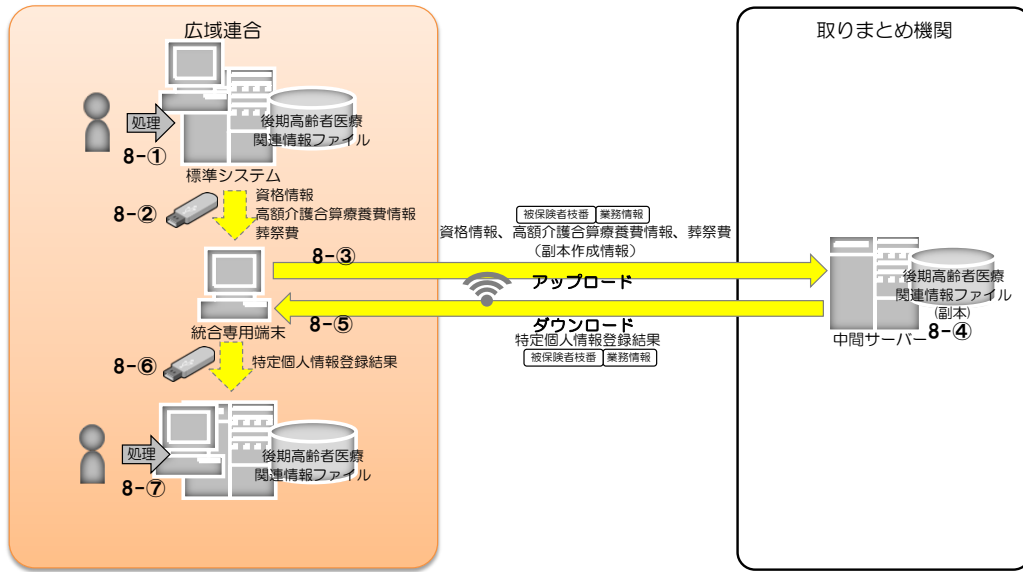 広域連合
処理
8-①
後期高齢者医療
関連情報ファイル
標準システム
8-②
資格情報
高額介護合算療養費情報
葬祭費
8-③
被保険者枝番 業務情報
資格情報、高額介護合算療養費情報、葬祭費
(副本作成情報)
アップロード
統合専用端末
8-⑤
ダウンロード
特定個人情報登録結果
被保険者枝番 業務情報
8-⑥
特定個人情報登録結果
処理
8-⑦
後期高齢者医療
関連情報ファイル
取りまとめ機関
後期高齢者医療
関連情報ファイル
(副本)
8-④
中間サーバー